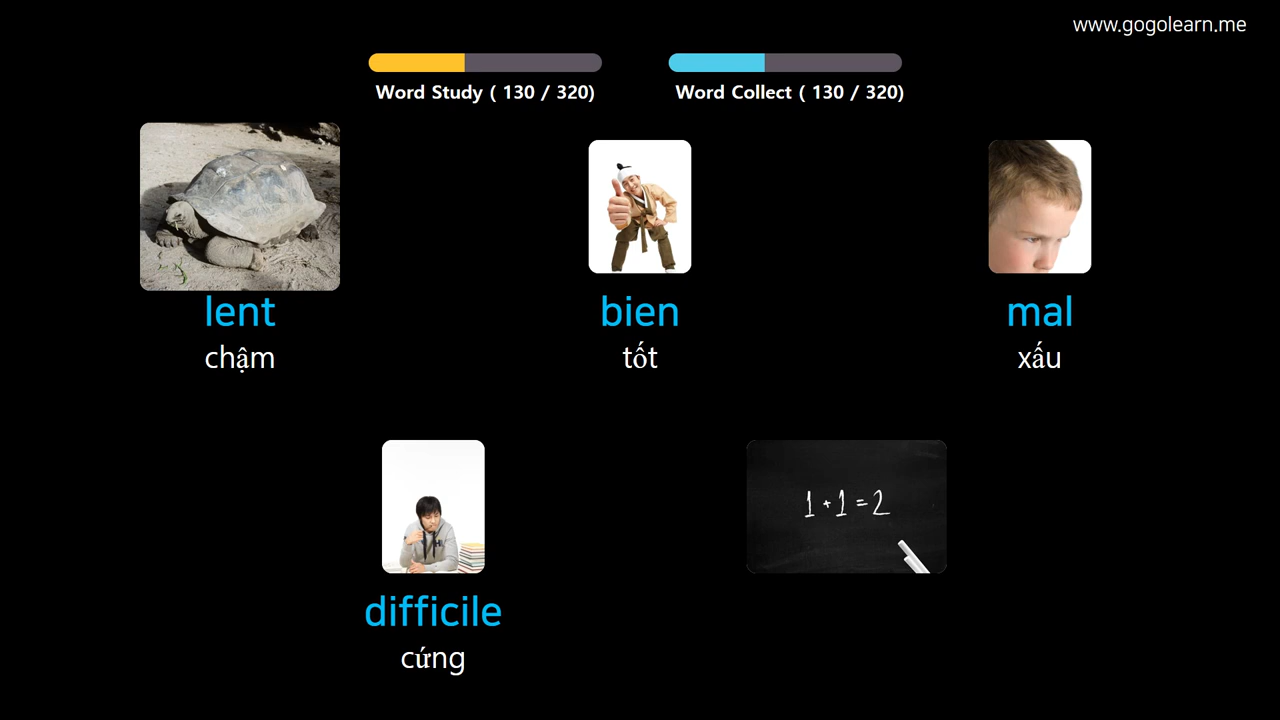 www.gogolearn.me
Word Study ( 130 / 320)
Word Collect ( 130 / 320)
lent
chậm
bien
tốt
mal
xấu
1 + 1 = 2
difficile
cứng